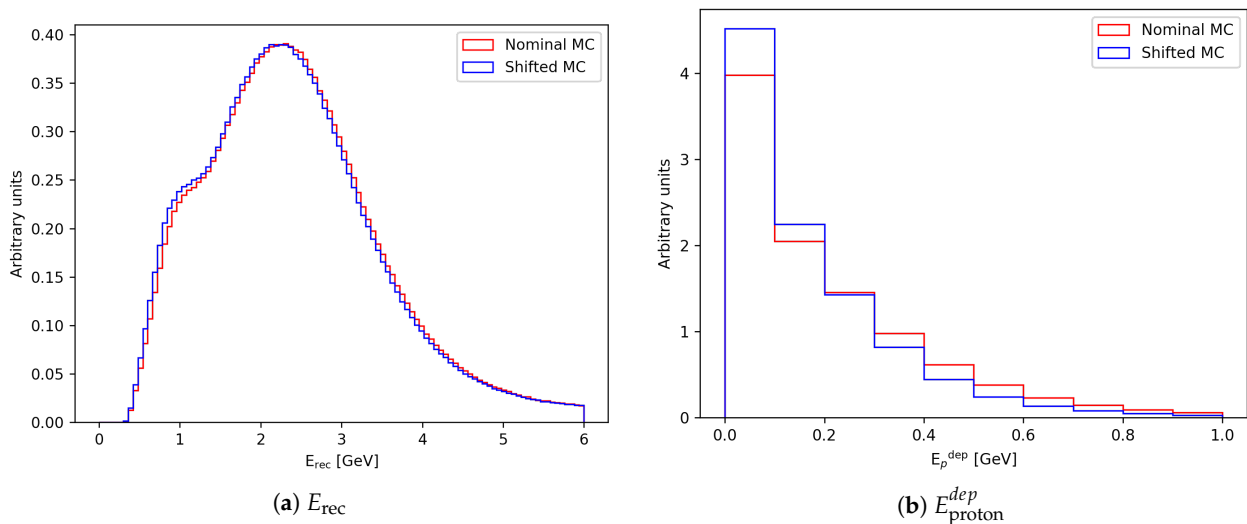 0.40
0.35
0.30
0.25
0.20
0.15
0.10
0.05
0.00
Arbitrary units
Nominal MC
Shifted MC
0 1 2 3 4 5 6
E_rec [GeV]
(a) E_rec
4
3
2
1
0
Arbitrary units
Nominal MC
Shifted MC
0.0 0.2 0.4 0.6 0.8 1.0
E_p^dep [GeV]
(b) E_proton^dep